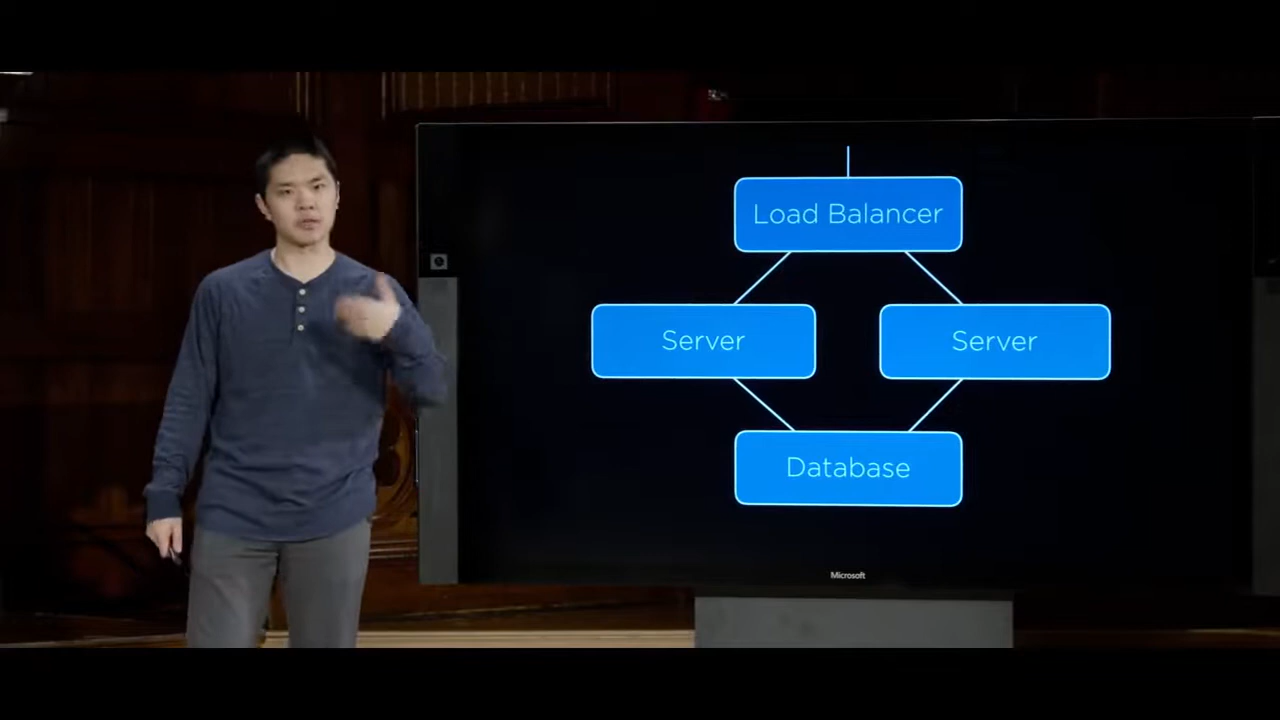 Load Balancer
Server
Server
Database
Microsoft